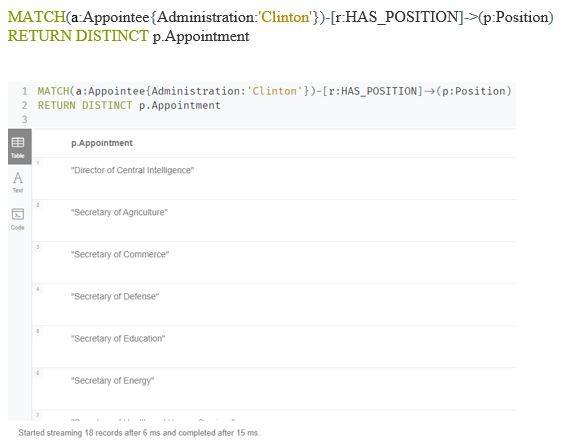 MATCH(a:Appointee{Administration:'Clinton'})-[r:HAS_POSITION]->(p:Position)
RETURN DISTINCT p.Appointment
1 MATCH(a:Appointee{Administration:'Clinton'})-[r:HAS_POSITION]→(p:Position)
2 RETURN DISTINCT p.Appointment
3
Table
p.Appointment
1
"Director of Central Intelligence"
A
Text
2
"Secretary of Agriculture"
Code
3
"Secretary of Commerce"
4
"Secretary of Defense"
5
"Secretary of Education"
6
"Secretary of Energy"
7
Started streaming 18 records after 6 ms and completed after 15 ms.